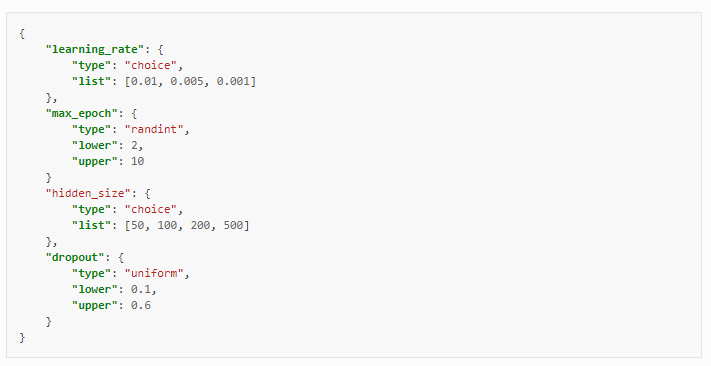 {
    "learning_rate": {
        "type": "choice",
        "list": [0.01, 0.005, 0.001]
    },
    "max_epoch": {
        "type": "randint",
        "lower": 2,
        "upper": 10
    }
    "hidden_size": {
        "type": "choice",
        "list": [50, 100, 200, 500]
    },
    "dropout": {
        "type": "uniform",
        "lower": 0.1,
        "upper": 0.6
    }
}